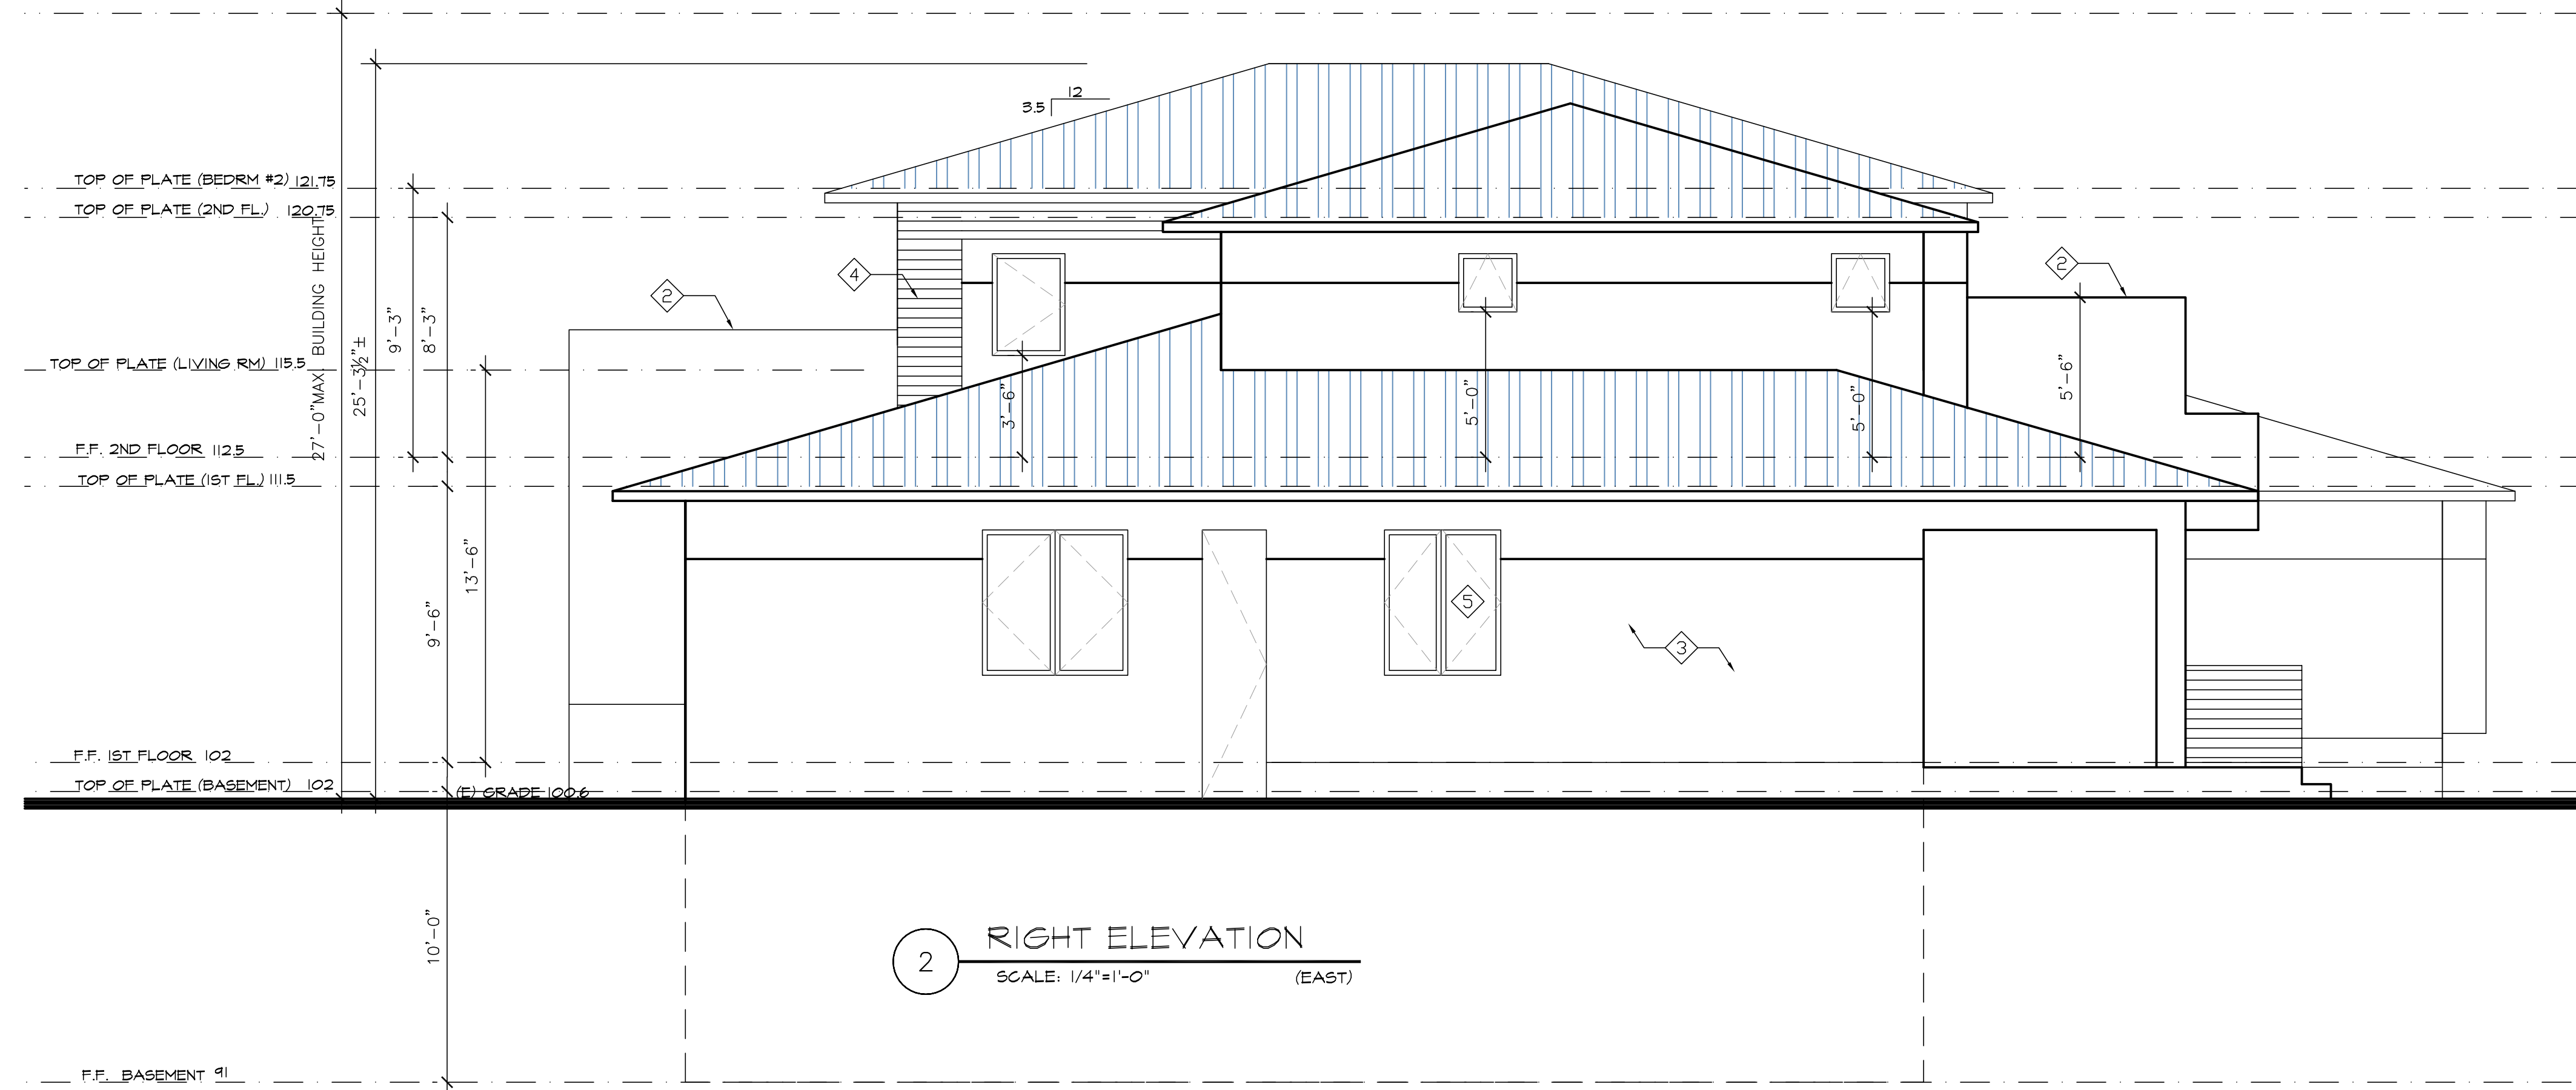 12
3.5
TOP OF PLATE (BEDRM #2) 121.75
TOP OF PLATE (2ND FL.) 120.75
27'-0"MAX BUILDING HEIGHT
25'-3½"±
9'-3"
8'-3"
4
2
2
TOP OF PLATE (LIVING RM) 115.5
3'-6"
5'-0"
5'-0"
5'-6"
F.F. 2ND FLOOR 112.5
TOP OF PLATE (1ST FL.) 111.5
13'-6"
9'-6"
5
3
F.F. 1ST FLOOR 102
TOP OF PLATE (BASEMENT) 102
(E) GRADE 100.6
10'-0"
2
RIGHT ELEVATION
SCALE: 1/4"=1'-0" (EAST)
F.F. BASEMENT 91